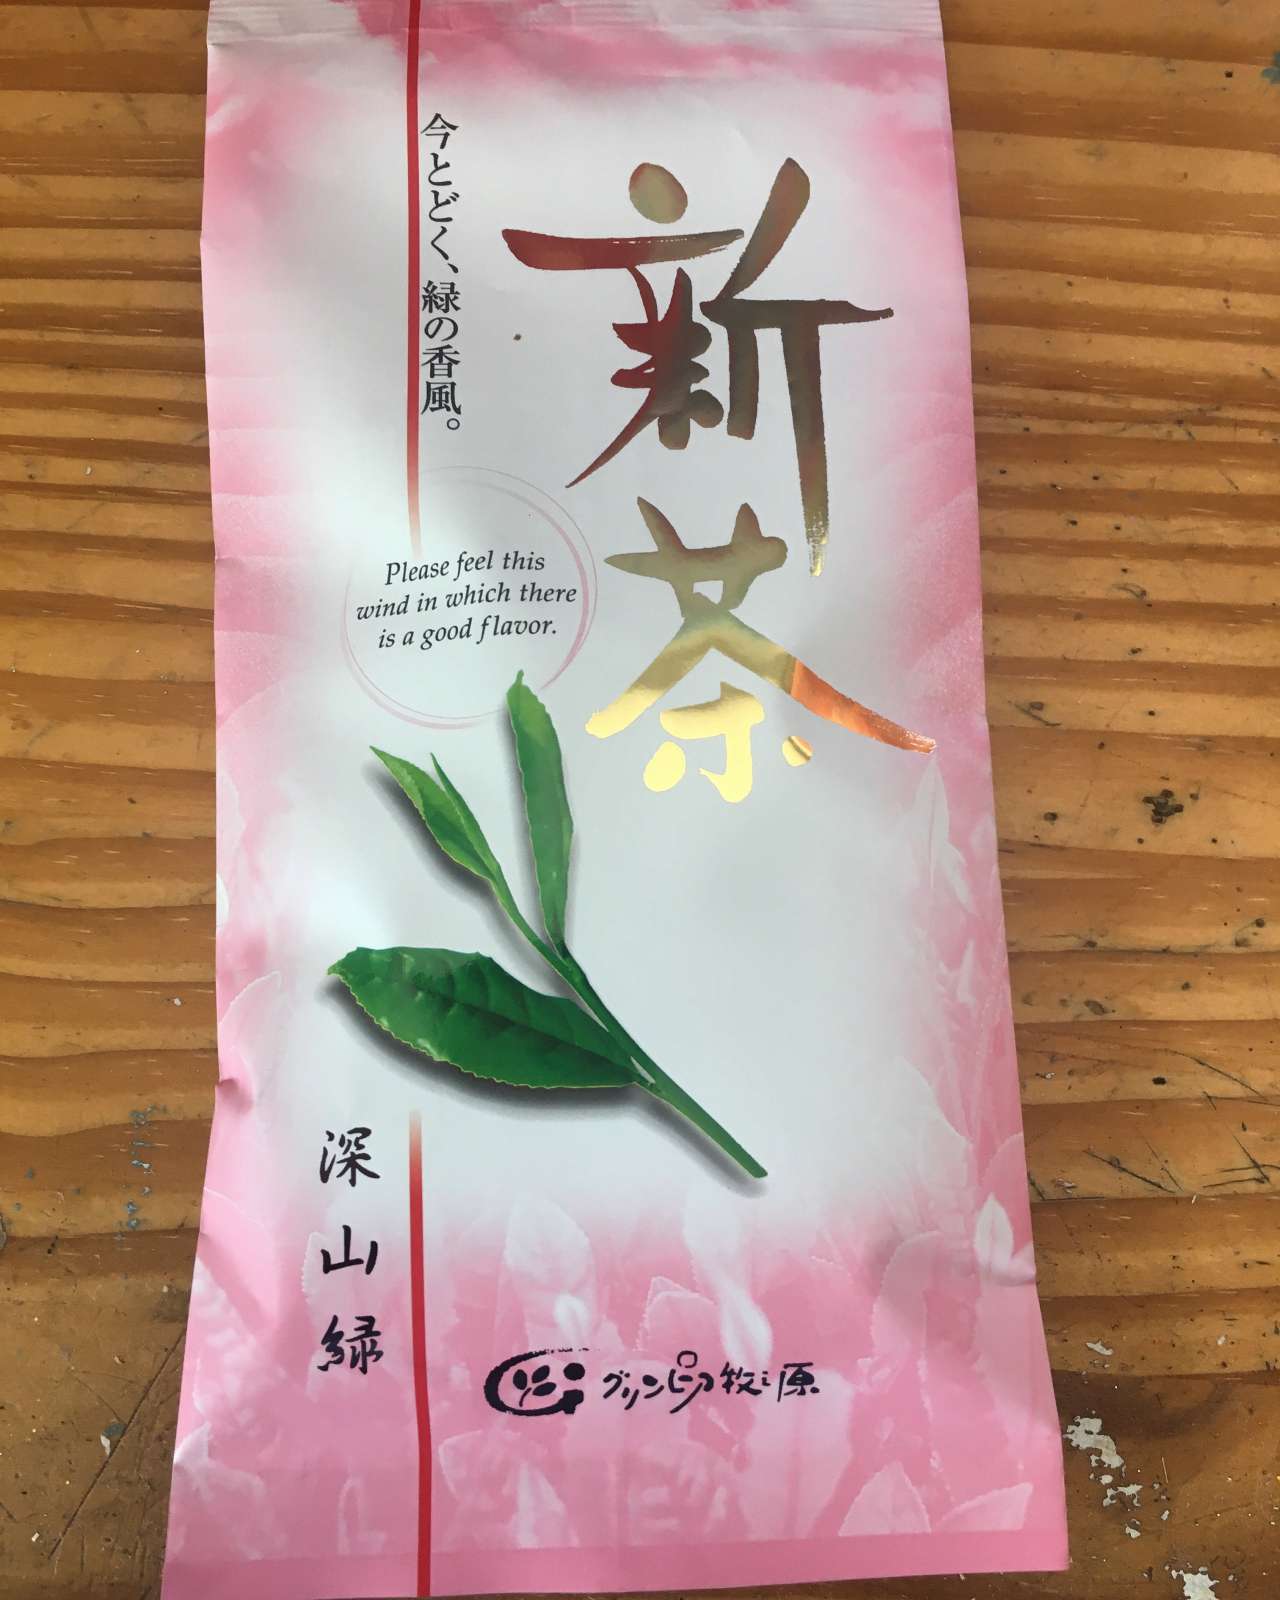 新茶
今とどく、緑の香風。
Please feel this
wind in which there
is a good flavor.
深山緑
グリンピア牧之原